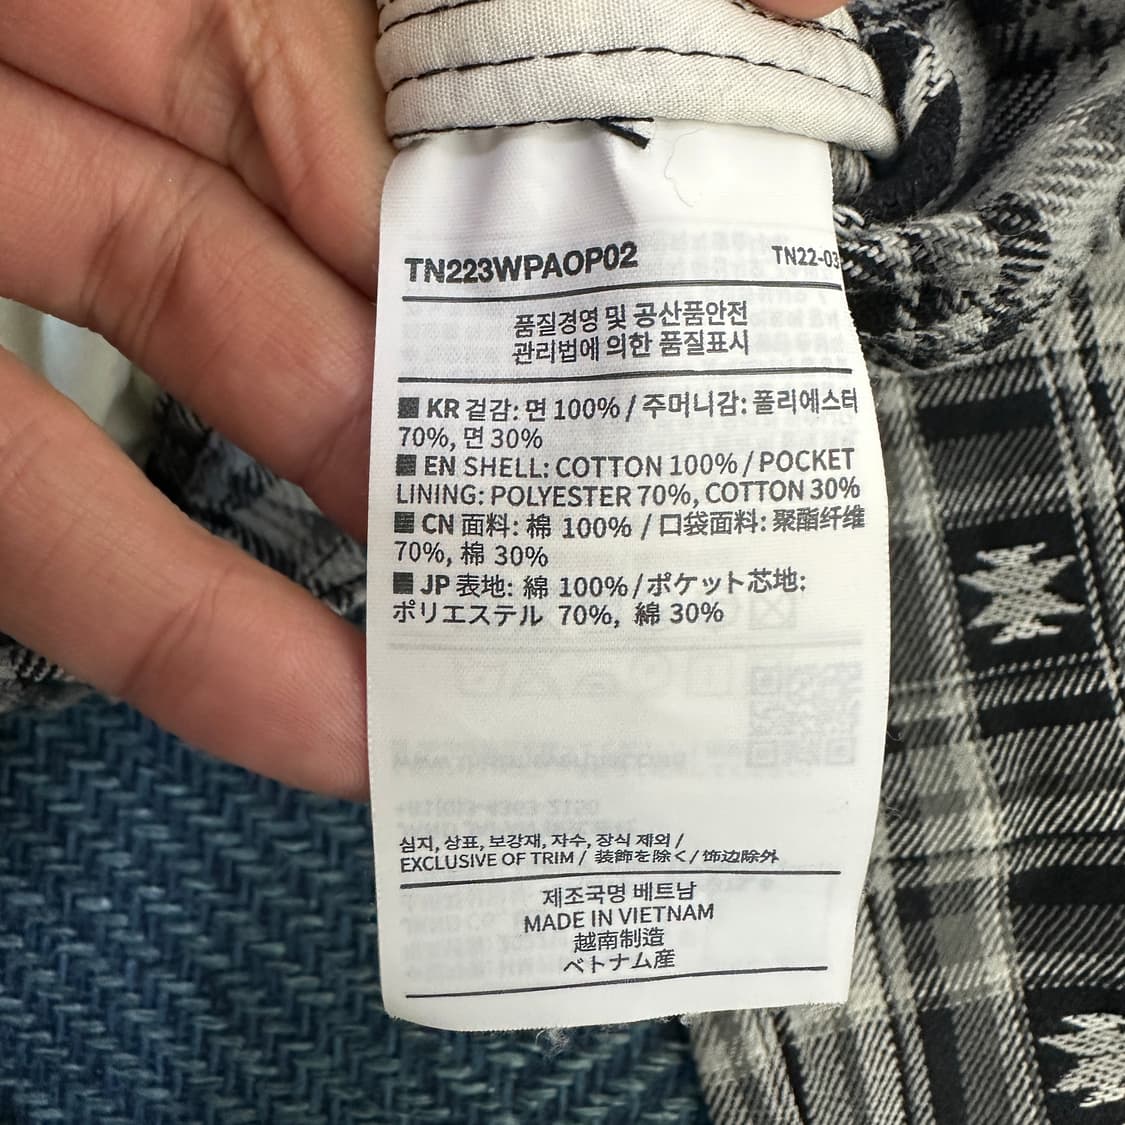 TN223WPAOP02 TN22-03
품질경영 및 공산품안전
관리법에 의한 품질표시
KR 겉감: 면 100% / 주머니감: 폴리에스터
70%, 면 30%
EN SHELL: COTTON 100% / POCKET
LINING: POLYESTER 70%, COTTON 30%
CN 面料: 棉 100% / 口袋面料: 聚酯纤维
70%, 棉 30%
JP 表地: 綿 100% / ポケット芯地:
ポリエステル 70%, 綿 30%
심지, 상표, 보강재, 자수, 장식 제외 /
EXCLUSIVE OF TRIM / 装飾を除く / 饰边除外
제조국명 베트남
MADE IN VIETNAM
越南制造
ベトナム産